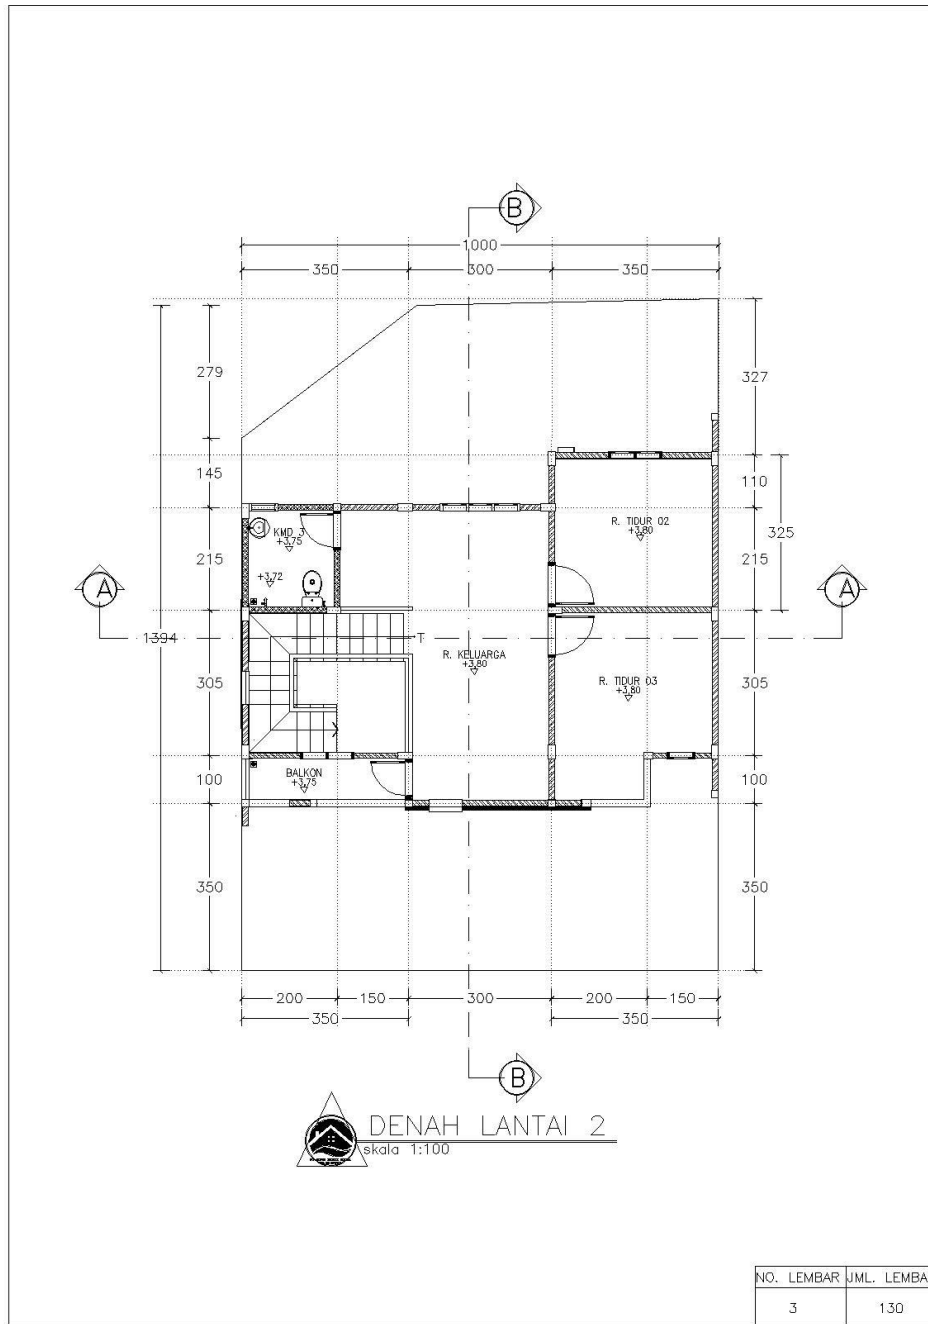 B
1000
350 300 350
279
327
145
110
R. TIDUR 02
+3,80
KMD 3
+3,75
325
215
215
+3,72
A
A
1394
T
R. KELUARGA
+3,80
R. TIDUR 03
+3,80
305
305
BALKON
+3,75
100
100
350
350
200 150 300 200 150
350 350
B
DENAH LANTAI 2
skala 1:100
NO. LEMBAR JML. LEMBA
3 130